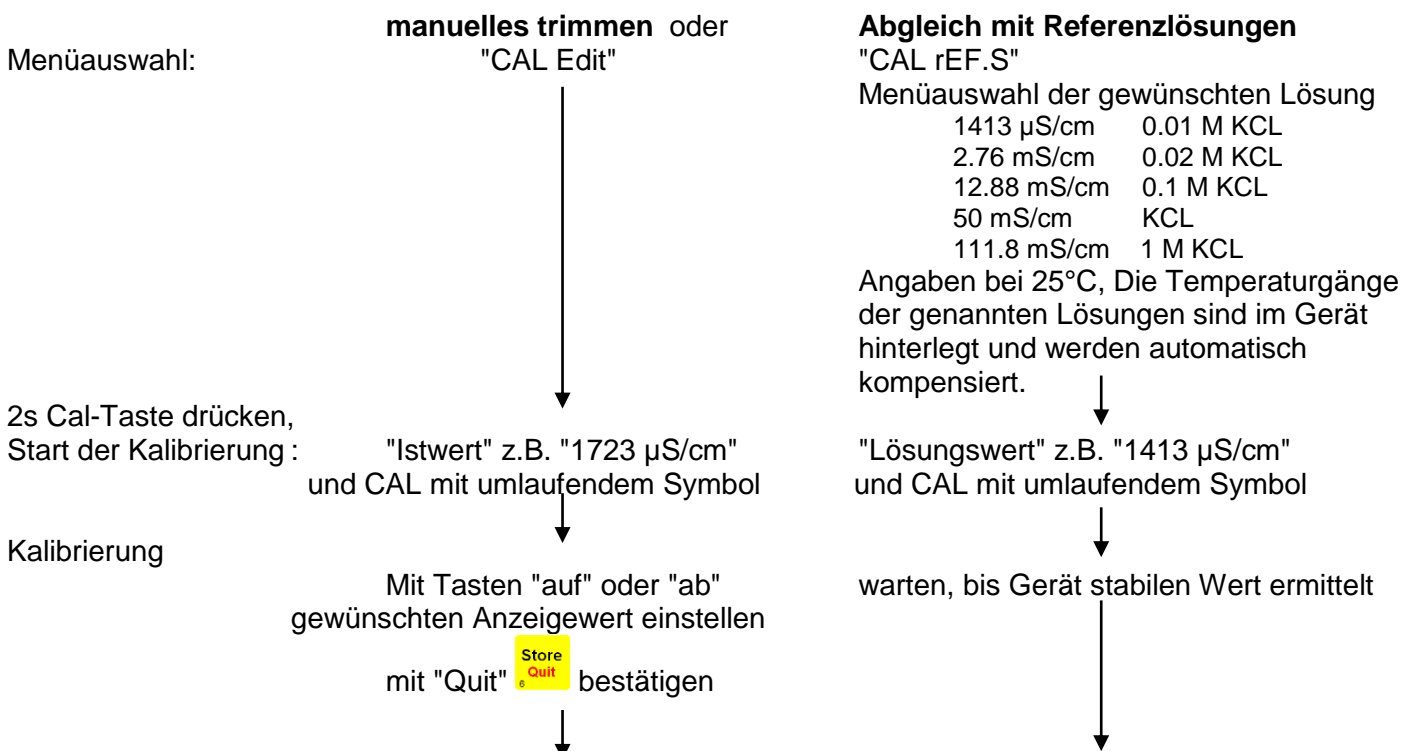 manuelles trimmen oder Abgleich mit Referenzlösungen
Menüauswahl: "CAL Edit" "CAL rEF.S"
Menüauswahl der gewünschten Lösung
1413 µS/cm 0.01 M KCL
2.76 mS/cm 0.02 M KCL
12.88 mS/cm 0.1 M KCL
50 mS/cm KCL
111.8 mS/cm 1 M KCL
Angaben bei 25°C, Die Temperaturgänge
der genannten Lösungen sind im Gerät
hinterlegt und werden automatisch
kompensiert.
2s Cal-Taste drücken,
Start der Kalibrierung : "Istwert" z.B. "1723 µS/cm" "Lösungswert" z.B. "1413 µS/cm"
und CAL mit umlaufendem Symbol und CAL mit umlaufendem Symbol
Kalibrierung
Mit Tasten "auf" oder "ab" warten, bis Gerät stabilen Wert ermittelt
gewünschten Anzeigewert einstellen
Store
mit "Quit" Quit bestätigen
6